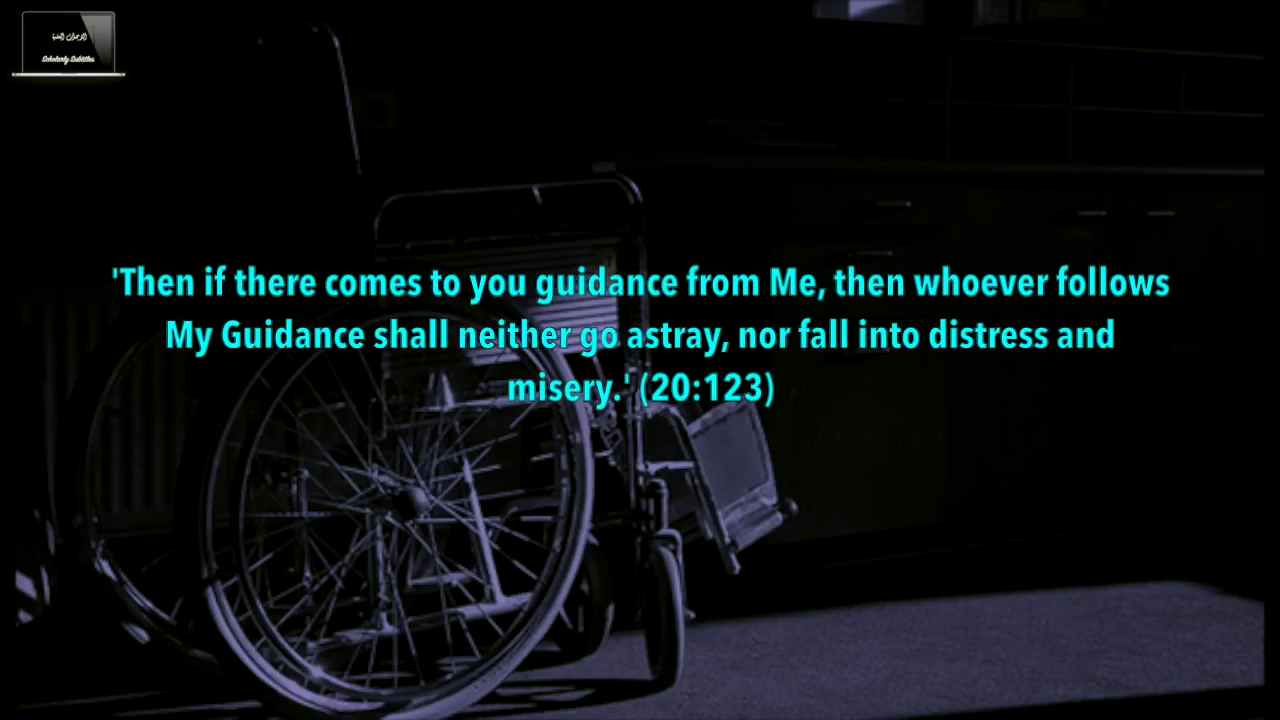 Scholarly Subtitles
'Then if there comes to you guidance from Me, then whoever follows
My Guidance shall neither go astray, nor fall into distress and
misery.' (20:123)